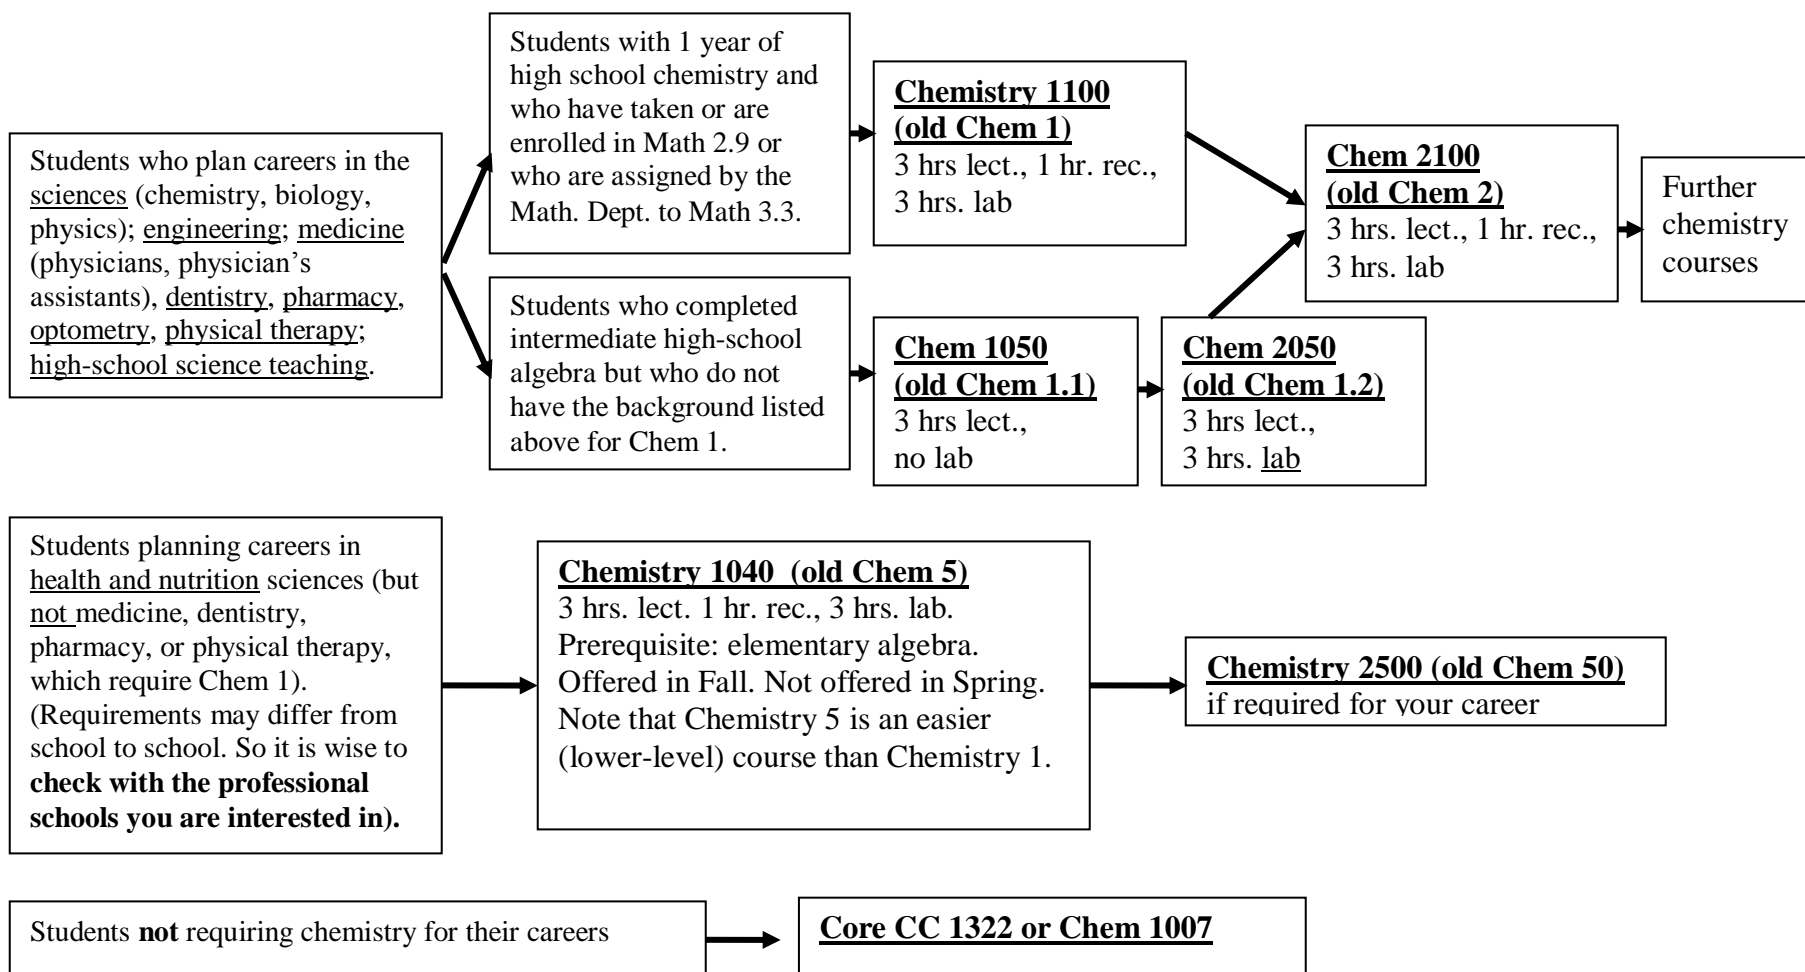 Students who plan careers in the
sciences (chemistry, biology,
physics); engineering; medicine
(physicians, physician’s
assistants), dentistry, pharmacy,
optometry, physical therapy;
high-school science teaching.
Students with 1 year of
high school chemistry and
who have taken or are
enrolled in Math 2.9 or
who are assigned by the
Math. Dept. to Math 3.3.
Chemistry 1100
(old Chem 1)
3 hrs lect., 1 hr. rec.,
3 hrs. lab
Students who completed
intermediate high-school
algebra but who do not
have the background listed
above for Chem 1.
Chem 1050
(old Chem 1.1)
3 hrs lect.,
no lab
Chem 2050
(old Chem 1.2)
3 hrs lect.,
3 hrs. lab
Chem 2100
(old Chem 2)
3 hrs. lect., 1 hr. rec.,
3 hrs. lab
Further
chemistry
courses
Students planning careers in
health and nutrition sciences (but
not medicine, dentistry,
pharmacy, or physical therapy,
which require Chem 1).
(Requirements may differ from
school to school. So it is wise to
check with the professional
schools you are interested in).
Chemistry 1040 (old Chem 5)
3 hrs. lect. 1 hr. rec., 3 hrs. lab.
Prerequisite: elementary algebra.
Offered in Fall. Not offered in Spring.
Note that Chemistry 5 is an easier
(lower-level) course than Chemistry 1.
Chemistry 2500 (old Chem 50)
if required for your career
Students not requiring chemistry for their careers
Core CC 1322 or Chem 1007